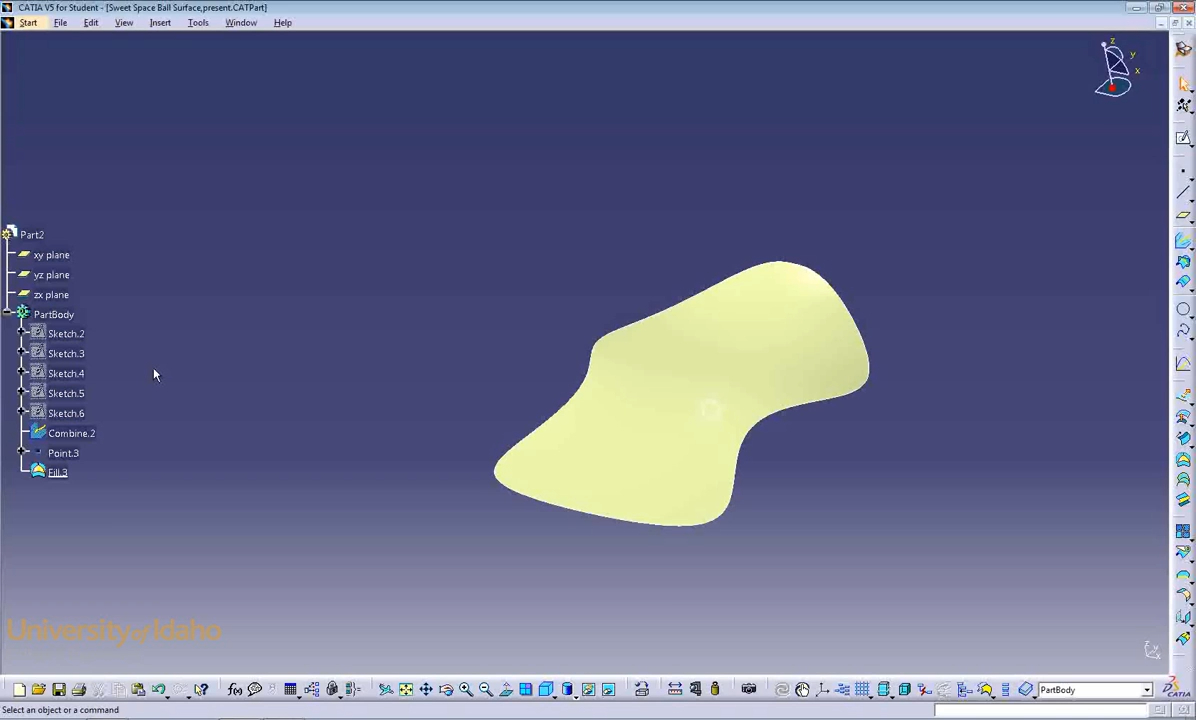 CATIA V5 for Student - [Sweet Space Ball Surface,present.CATPart]
Start File Edit View Insert Tools Window Help
z
y
x
Part2
xy plane
yz plane
zx plane
PartBody
Sketch.2
Sketch.3
Sketch.4
Sketch.5
Sketch.6
Combine.2
Point.3
Fill.3
University of Idaho
f(x)
PartBody
Select an object or a command
CATIA